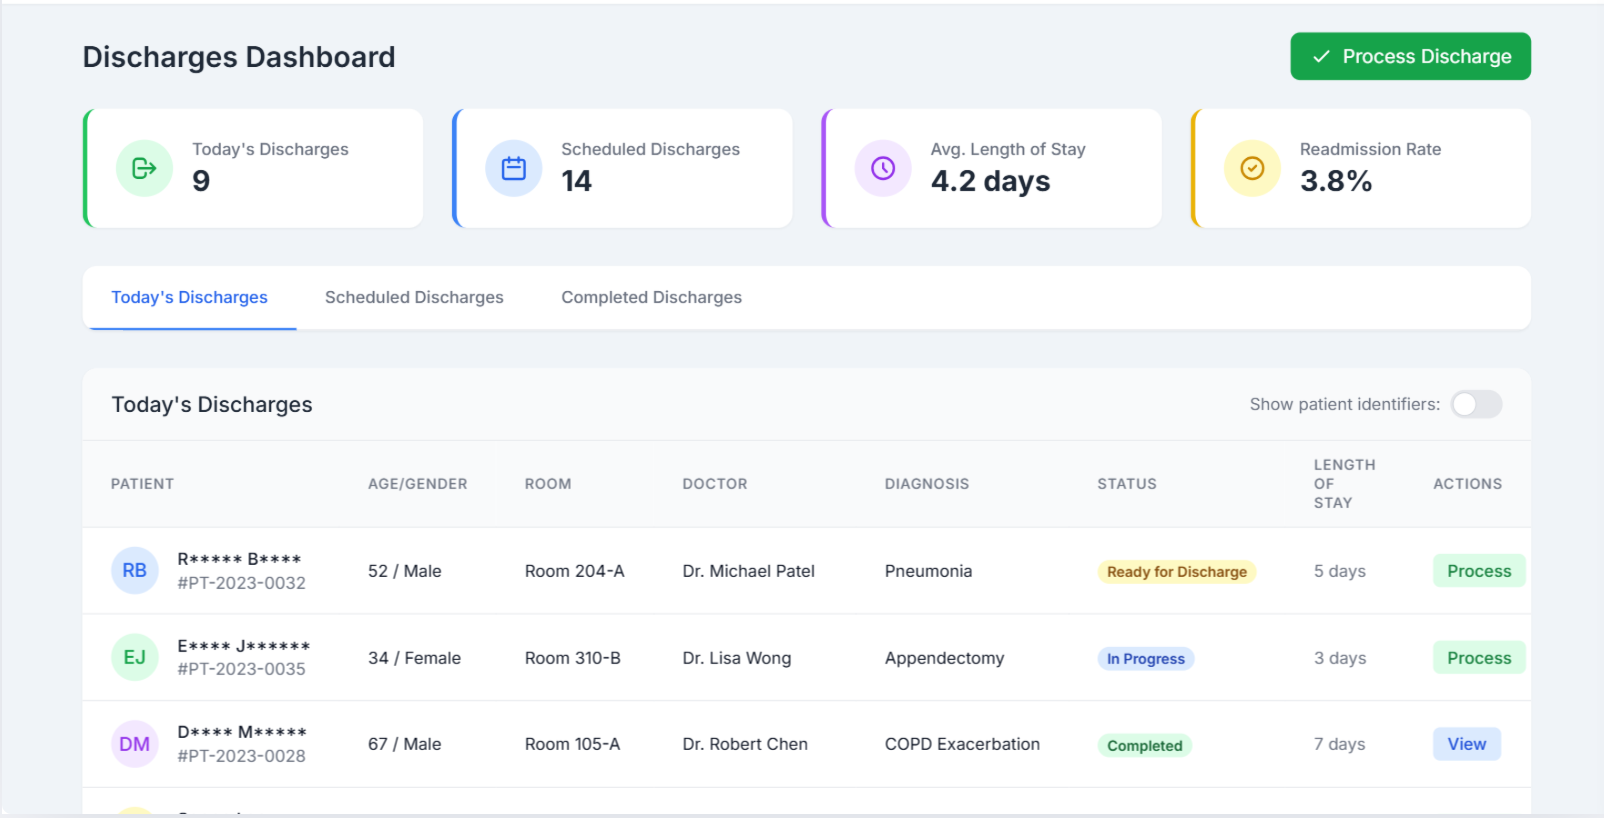 Discharges Dashboard
Process Discharge
Today's Discharges
9
Scheduled Discharges
14
Avg. Length of Stay
4.2 days
Readmission Rate
3.8%
Today's Discharges
Scheduled Discharges
Completed Discharges
Today's Discharges
Show patient identifiers:
PATIENT
AGE/GENDER
ROOM
DOCTOR
DIAGNOSIS
STATUS
LENGTH
OF
STAY
ACTIONS
RB
R***** B****
#PT-2023-0032
52 / Male
Room 204-A
Dr. Michael Patel
Pneumonia
Ready for Discharge
5 days
Process
EJ
E**** J******
#PT-2023-0035
34 / Female
Room 310-B
Dr. Lisa Wong
Appendectomy
In Progress
3 days
Process
DM
D**** M*****
#PT-2023-0028
67 / Male
Room 105-A
Dr. Robert Chen
COPD Exacerbation
Completed
7 days
View